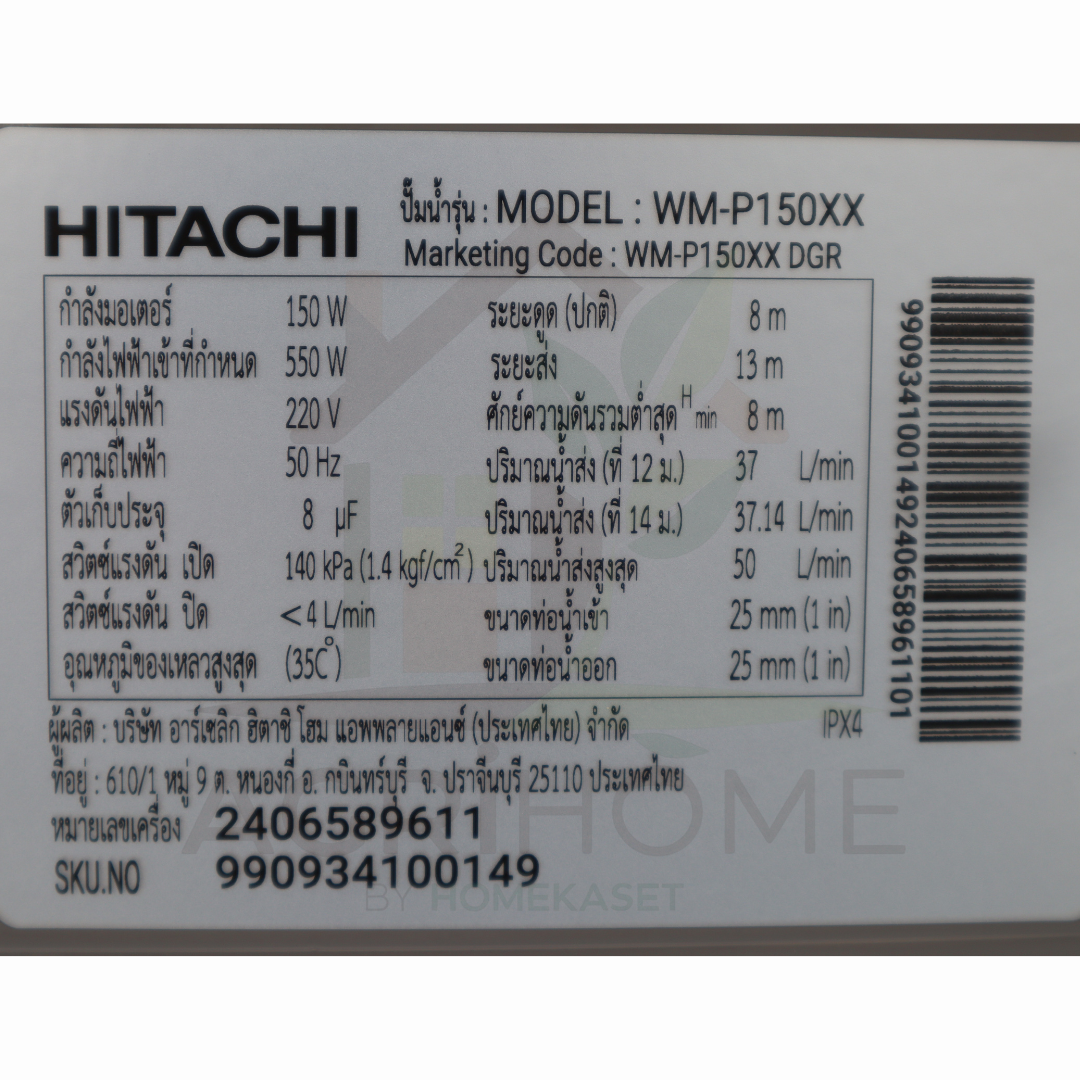 HITACHI
ปั๊มน้ำรุ่น : MODEL : WM-P150XX
Marketing Code : WM-P150XX DGR
กำลังมอเตอร์ 150 W ระยะดูด (ปกติ) 8 m
กำลังไฟฟ้าเข้าที่กำหนด 550 W ระยะส่ง 13 m
แรงดันไฟฟ้า 220 V ศักย์ความดันรวมต่ำสุด H min 8 m
ความถี่ไฟฟ้า 50 Hz ปริมาณน้ำส่ง (ที่ 12 ม.) 37 L/min
ตัวเก็บประจุ 8 µF ปริมาณน้ำส่ง (ที่ 14 ม.) 37.14 L/min
สวิตซ์แรงดัน เปิด 140 kPa (1.4 kgf/cm²) ปริมาณน้ำส่งสูงสุด 50 L/min
สวิตซ์แรงดัน ปิด < 4 L/min ขนาดท่อน้ำเข้า 25 mm (1 in)
อุณหภูมิของเหลวสูงสุด (35C°) ขนาดท่อน้ำออก 25 mm (1 in)
ผู้ผลิต : บริษัท อาร์เซลิก ฮิตาชิ โฮม แอพพลายแอนซ์ (ประเทศไทย) จำกัด IPX4
ที่อยู่ : 610/1 หมู่ 9 ต. หนองกี่ อ. กบินทร์บุรี จ. ปราจีนบุรี 25110 ประเทศไทย
หมายเลขเครื่อง 2406589611
SKU.NO 990934100149
9909341001492406589611101
AGRIHOME
BY HOMEKASET